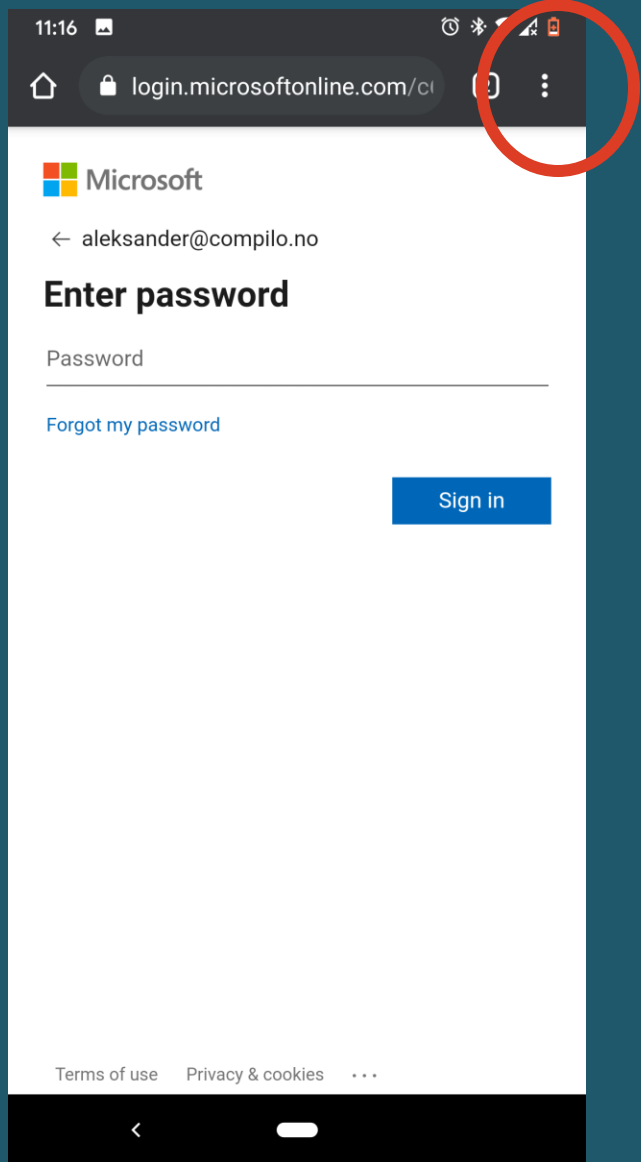 11:16
login.microsoftonline.com/c
Microsoft
← aleksander@compilo.no
Enter password
Password
Forgot my password
Sign in
Terms of use Privacy & cookies ...